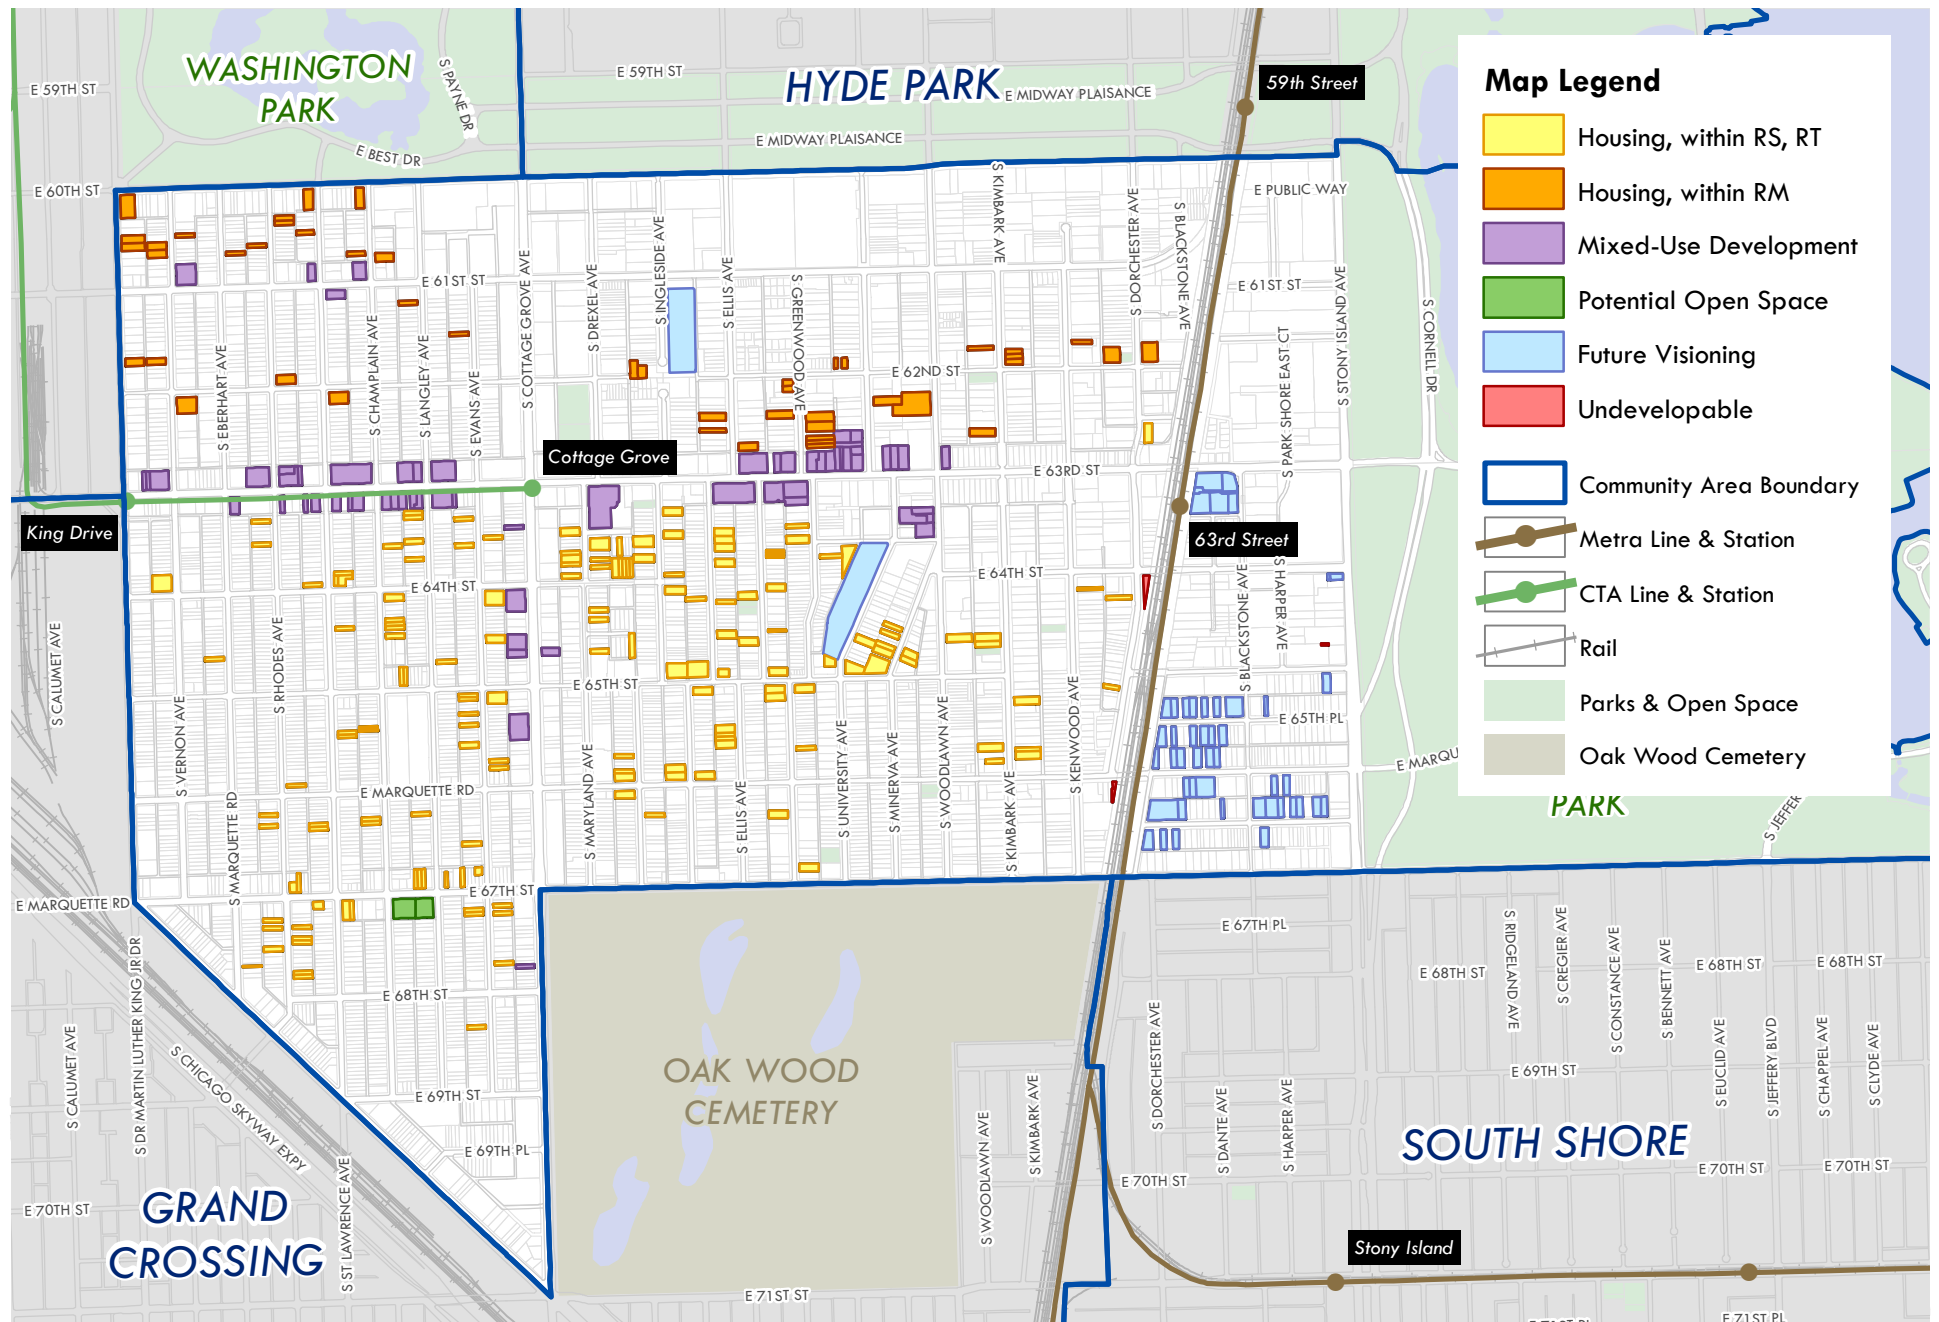 WASHINGTON
PARK
HYDE PARK
S PAYNE DR
E 59TH ST
E 59TH ST
E MIDWAY PLAISANCE
E MIDWAY PLAISANCE
E BEST DR
E 60TH ST
59th Street
Map Legend
Housing, within RS, RT
Housing, within RM
Mixed-Use Development
Potential Open Space
Future Visioning
Undevelopable
Community Area Boundary
Metra Line & Station
CTA Line & Station
Rail
Parks & Open Space
Oak Wood Cemetery
E PUBLIC WAY
S KIMBARK AVE
S DORCHESTER AVE
S BLACKSTONE AVE
S INGLESIDE AVE
S COTTAGE GROVE AVE
S DREXEL AVE
S ELLIS AVE
S GREENWOOD AVE
E 61ST ST
E 61ST ST
S STONY ISLAND AVE
S CORNELL DR
S PARK SHORE EAST CT
S EBERHART AVE
S CHAMPLAIN AVE
S LANGLEY AVE
S EVANS AVE
E 62ND ST
Cottage Grove
E 63RD ST
King Drive
63rd Street
E 64TH ST
E 64TH ST
S BLACKSTONE AVE
S HARPER AVE
S CALUMET AVE
S RHODES AVE
S VERNON AVE
E 65TH ST
S KENWOOD AVE
E 65TH PL
S MARYLAND AVE
S UNIVERSITY AVE
S MINERVA AVE
S WOODLAWN AVE
S KIMBARK AVE
S ELLIS AVE
E MARQUETTE RD
S MARQUETTE RD
E MARQU
PARK
S JEFFER
E 67TH ST
E MARQUETTE RD
E 67TH PL
S RIDGELAND AVE
S CREGIER AVE
S CONSTANCE AVE
S BENNETT AVE
E 68TH ST
E 68TH ST
E 68TH ST
E 68TH ST
S DR MARTIN LUTHER KING JR DR
S CALUMET AVE
S CHICAGO SKYWAY EXPY
S ST LAWRENCE AVE
OAK WOOD
CEMETERY
S DORCHESTER AVE
S DANTE AVE
S HARPER AVE
S WOODLAWN AVE
S KIMBARK AVE
E 69TH ST
E 69TH ST
S EUCLID AVE
S JEFFERY BLVD
S CHAPPEL AVE
S CLYDE AVE
E 69TH PL
SOUTH SHORE
E 70TH ST
E 70TH ST
E 70TH ST
E 70TH ST
GRAND
CROSSING
Stony Island
E 71ST ST
E 71ST PL